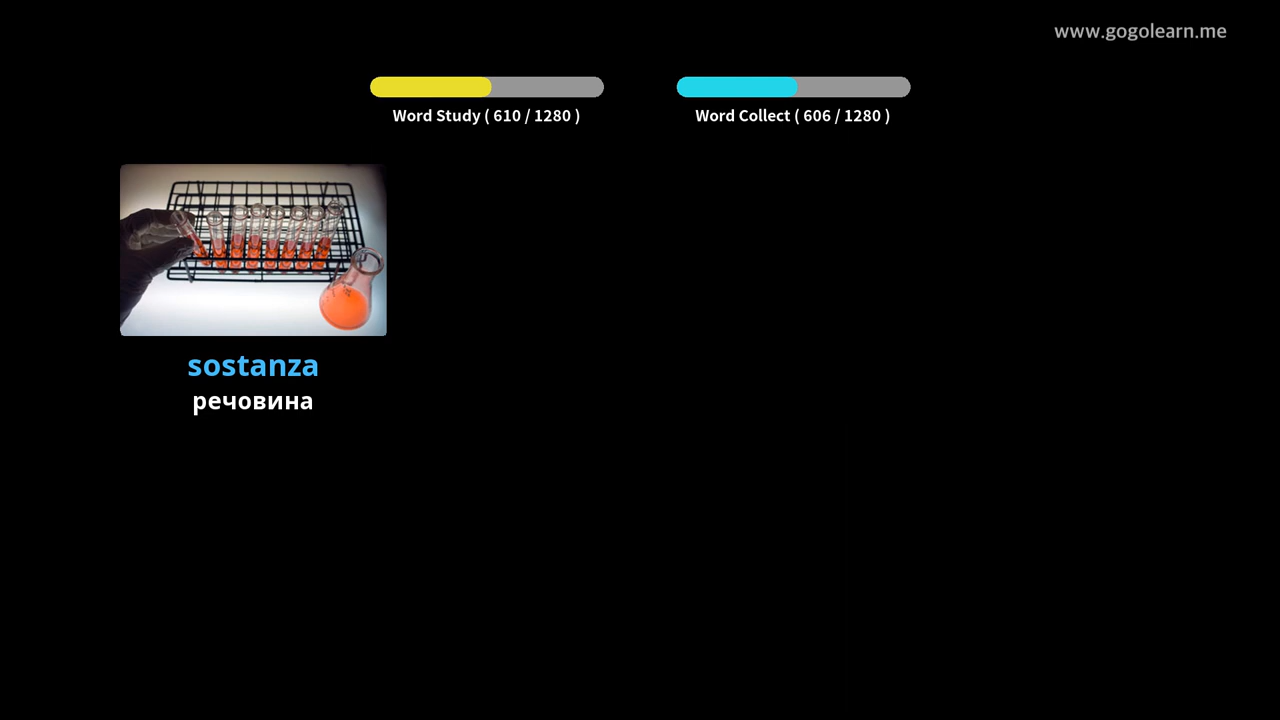 www.gogolearn.me
Word Study ( 610 / 1280 )
Word Collect ( 606 / 1280 )
sostanza
речовина